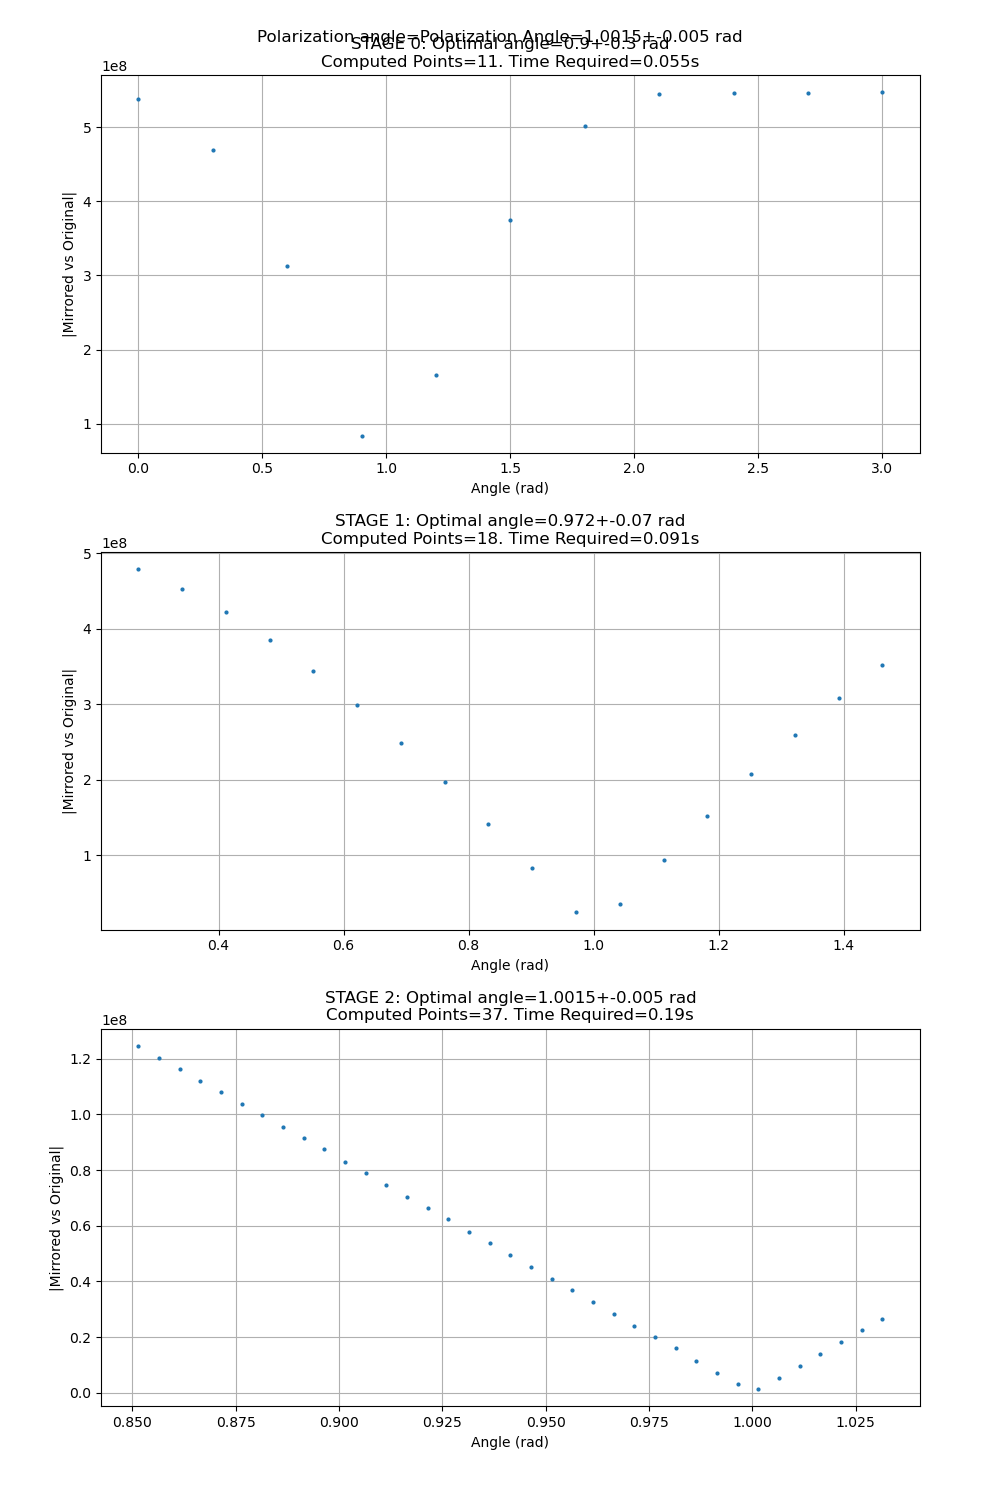 Polarization angle=Polarization Angle=1.0015+-0.005 rad
STAGE 0: Optimal angle=0.9+-0.3 rad
Computed Points=11. Time Required=0.055s
1e8
5
4
3
2
1
|Mirrored vs Original|
0.0 0.5 1.0 1.5 2.0 2.5 3.0
Angle (rad)
STAGE 1: Optimal angle=0.972+-0.07 rad
Computed Points=18. Time Required=0.091s
1e8
5
4
3
2
1
|Mirrored vs Original|
0.4 0.6 0.8 1.0 1.2 1.4
Angle (rad)
STAGE 2: Optimal angle=1.0015+-0.005 rad
Computed Points=37. Time Required=0.19s
1e8
1.2
1.0
0.8
0.6
0.4
0.2
0.0
|Mirrored vs Original|
0.850 0.875 0.900 0.925 0.950 0.975 1.000 1.025
Angle (rad)